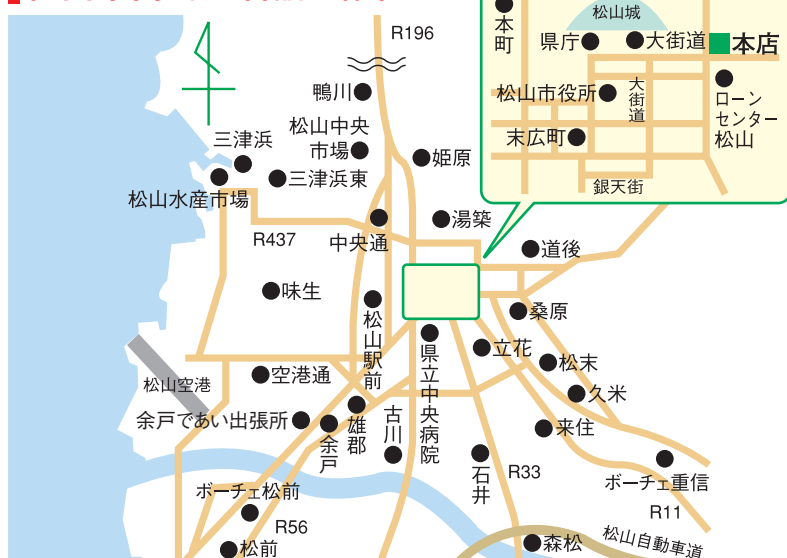 R196
本町
松山城
県庁
大街道
本店
鴨川
松山市役所
大街道
ローン
センター
松山
松山中央
市場
末広町
三津浜
姫原
三津浜東
銀天街
松山水産市場
湯築
R437
中央通
道後
味生
松山駅前
桑原
県立中央病院
立花
松山空港
空港通
松末
久米
余戸であい出張所
余戸
雄郡
古川
来住
石井
R33
ボーチェ重信
ボーチェ松前
R11
R56
松前
森松
松山自動車道